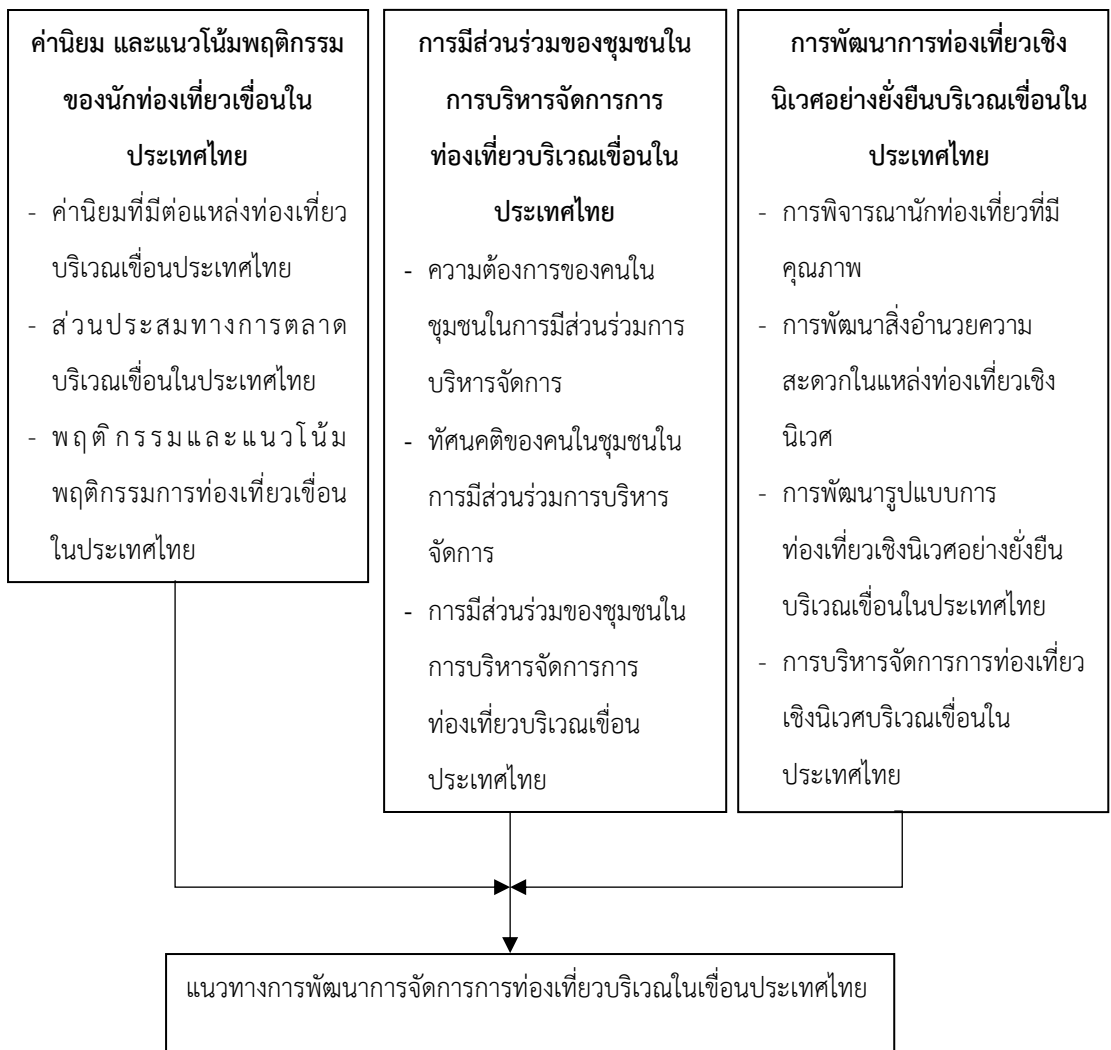 ค่านิยม และแนวโน้มพฤติกรรม
ของนักท่องเที่ยวเขื่อนใน
ประเทศไทย
- ค่านิยมที่มีต่อแหล่งท่องเที่ยว
บริเวณเขื่อนประเทศไทย
- ส่วนประสมทางการตลาด
บริเวณเขื่อนในประเทศไทย
- พฤติกรรมและแนวโน้ม
พฤติกรรมการท่องเที่ยวเขื่อน
ในประเทศไทย
การมีส่วนร่วมของชุมชนใน
การบริหารจัดการการ
ท่องเที่ยวบริเวณเขื่อนใน
ประเทศไทย
- ความต้องการของคนใน
ชุมชนในการมีส่วนร่วมการ
บริหารจัดการ
- ทัศนคติของคนในชุมชนใน
การมีส่วนร่วมการบริหาร
จัดการ
- การมีส่วนร่วมของชุมชนใน
การบริหารจัดการการ
ท่องเที่ยวบริเวณเขื่อน
ประเทศไทย
การพัฒนาการท่องเที่ยวเชิง
นิเวศอย่างยั่งยืนบริเวณเขื่อนใน
ประเทศไทย
- การพิจารณานักท่องเที่ยวที่มี
คุณภาพ
- การพัฒนาสิ่งอำนวยความ
สะดวกในแหล่งท่องเที่ยวเชิง
นิเวศ
- การพัฒนารูปแบบการ
ท่องเที่ยวเชิงนิเวศอย่างยั่งยืน
บริเวณเขื่อนในประเทศไทย
- การบริหารจัดการการท่องเที่ยว
เชิงนิเวศบริเวณเขื่อนใน
ประเทศไทย
แนวทางการพัฒนาการจัดการการท่องเที่ยวบริเวณในเขื่อนประเทศไทย